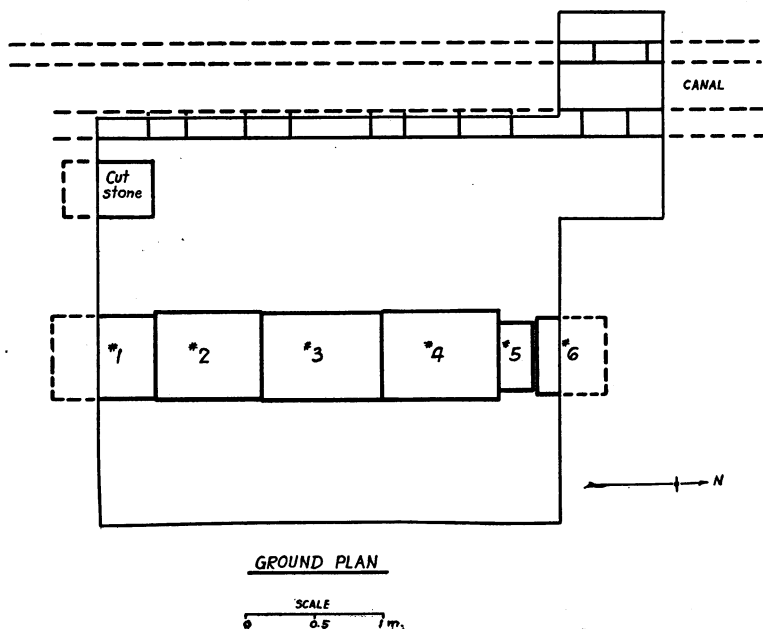 CANAL
Cut
stone
#1 #2 #3 #4 #5 #6
N
GROUND PLAN
SCALE
0 0.5 1 m.